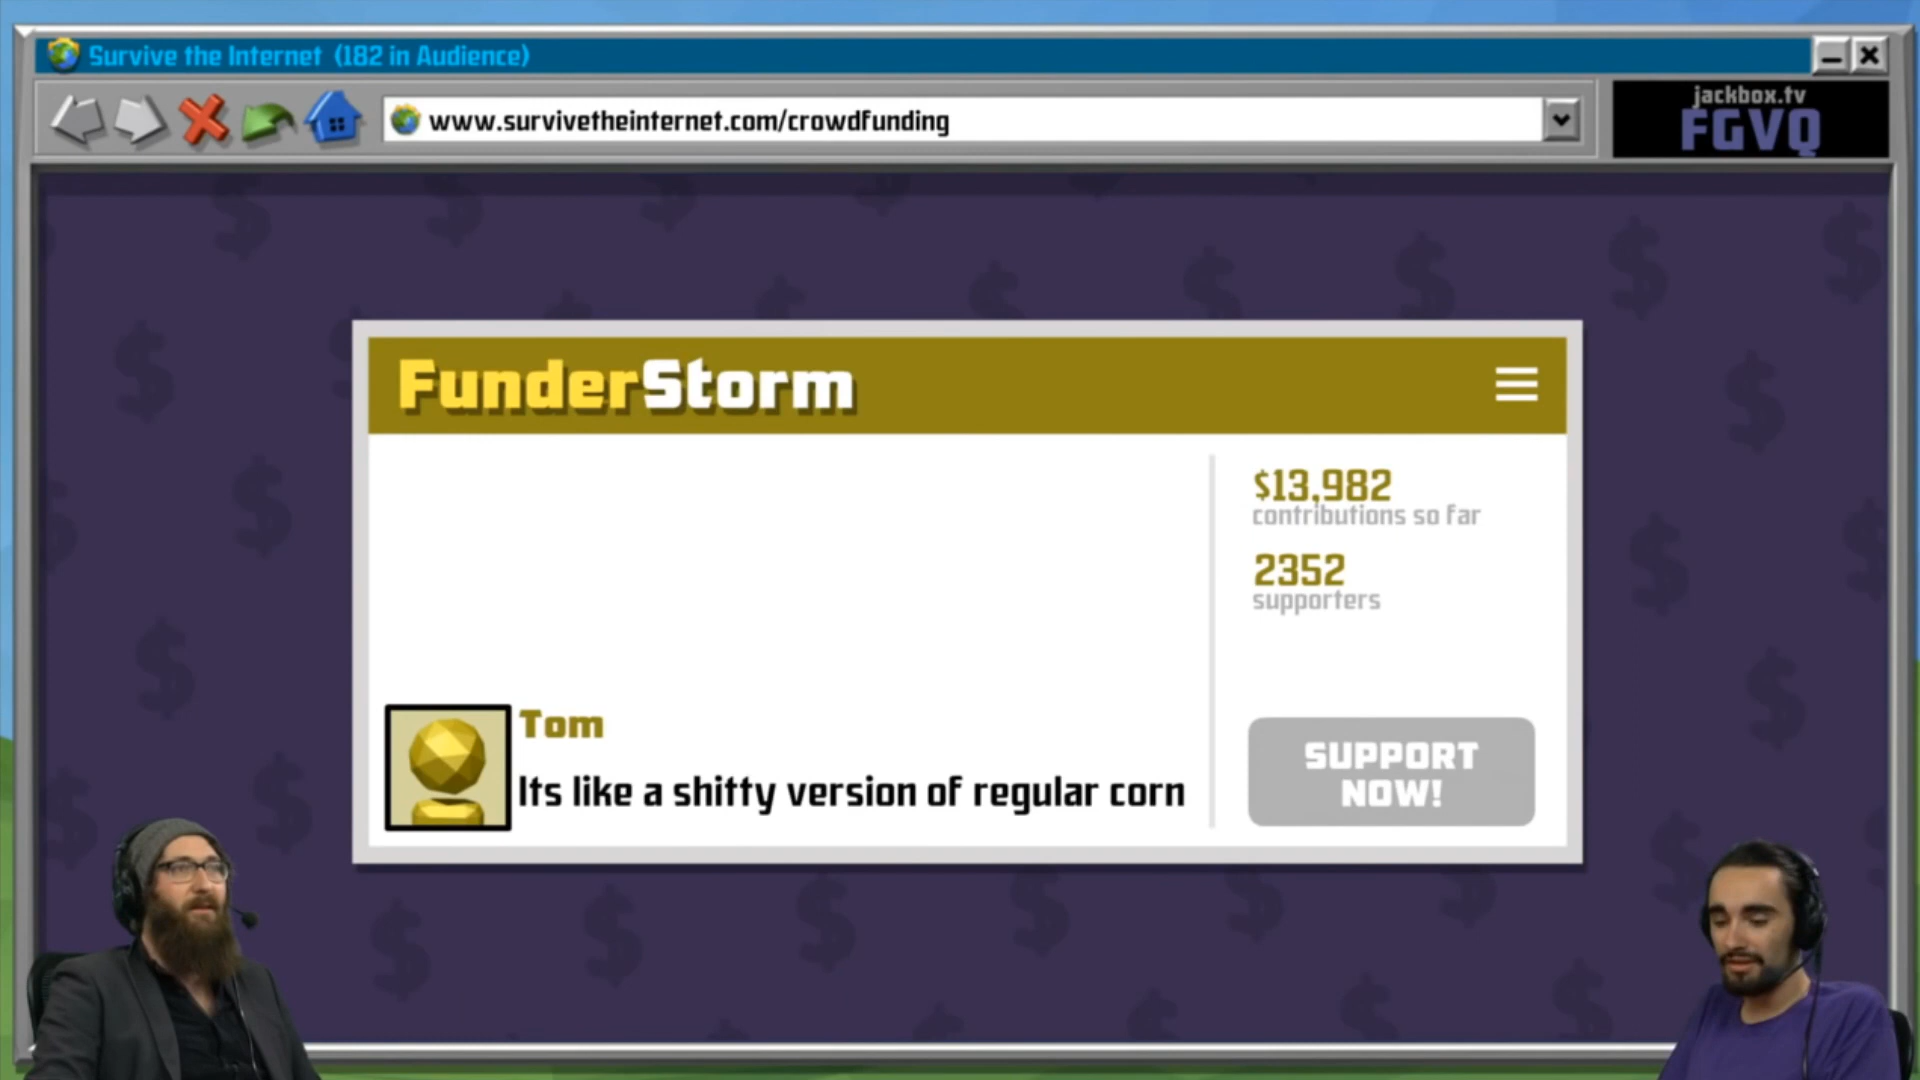 Survive the Internet (182 in Audience)
www.survivetheinternet.com/crowdfunding
jackbox.tv
FGVQ
FunderStorm
$13,982
contributions so far
2352
supporters
Tom
Its like a shitty version of regular corn
SUPPORT
NOW!